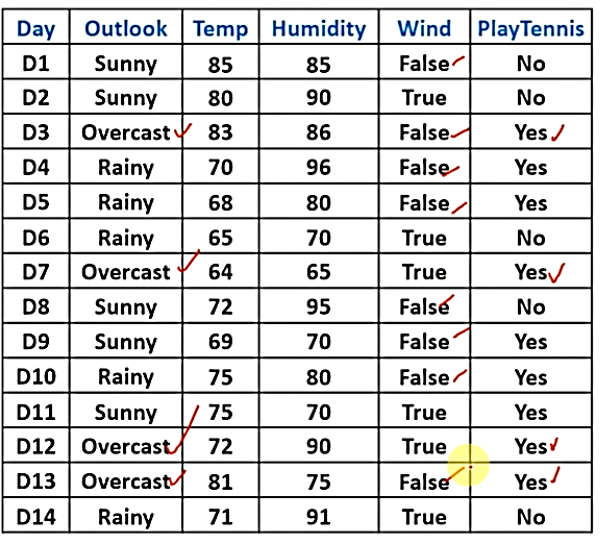 Day Outlook Temp Humidity Wind PlayTennis
D1 Sunny 85 85 False No
D2 Sunny 80 90 True No
D3 Overcast 83 86 False Yes
D4 Rainy 70 96 False Yes
D5 Rainy 68 80 False Yes
D6 Rainy 65 70 True No
D7 Overcast 64 65 True Yes
D8 Sunny 72 95 False No
D9 Sunny 69 70 False Yes
D10 Rainy 75 80 False Yes
D11 Sunny 75 70 True Yes
D12 Overcast 72 90 True Yes
D13 Overcast 81 75 False Yes
D14 Rainy 71 91 True No